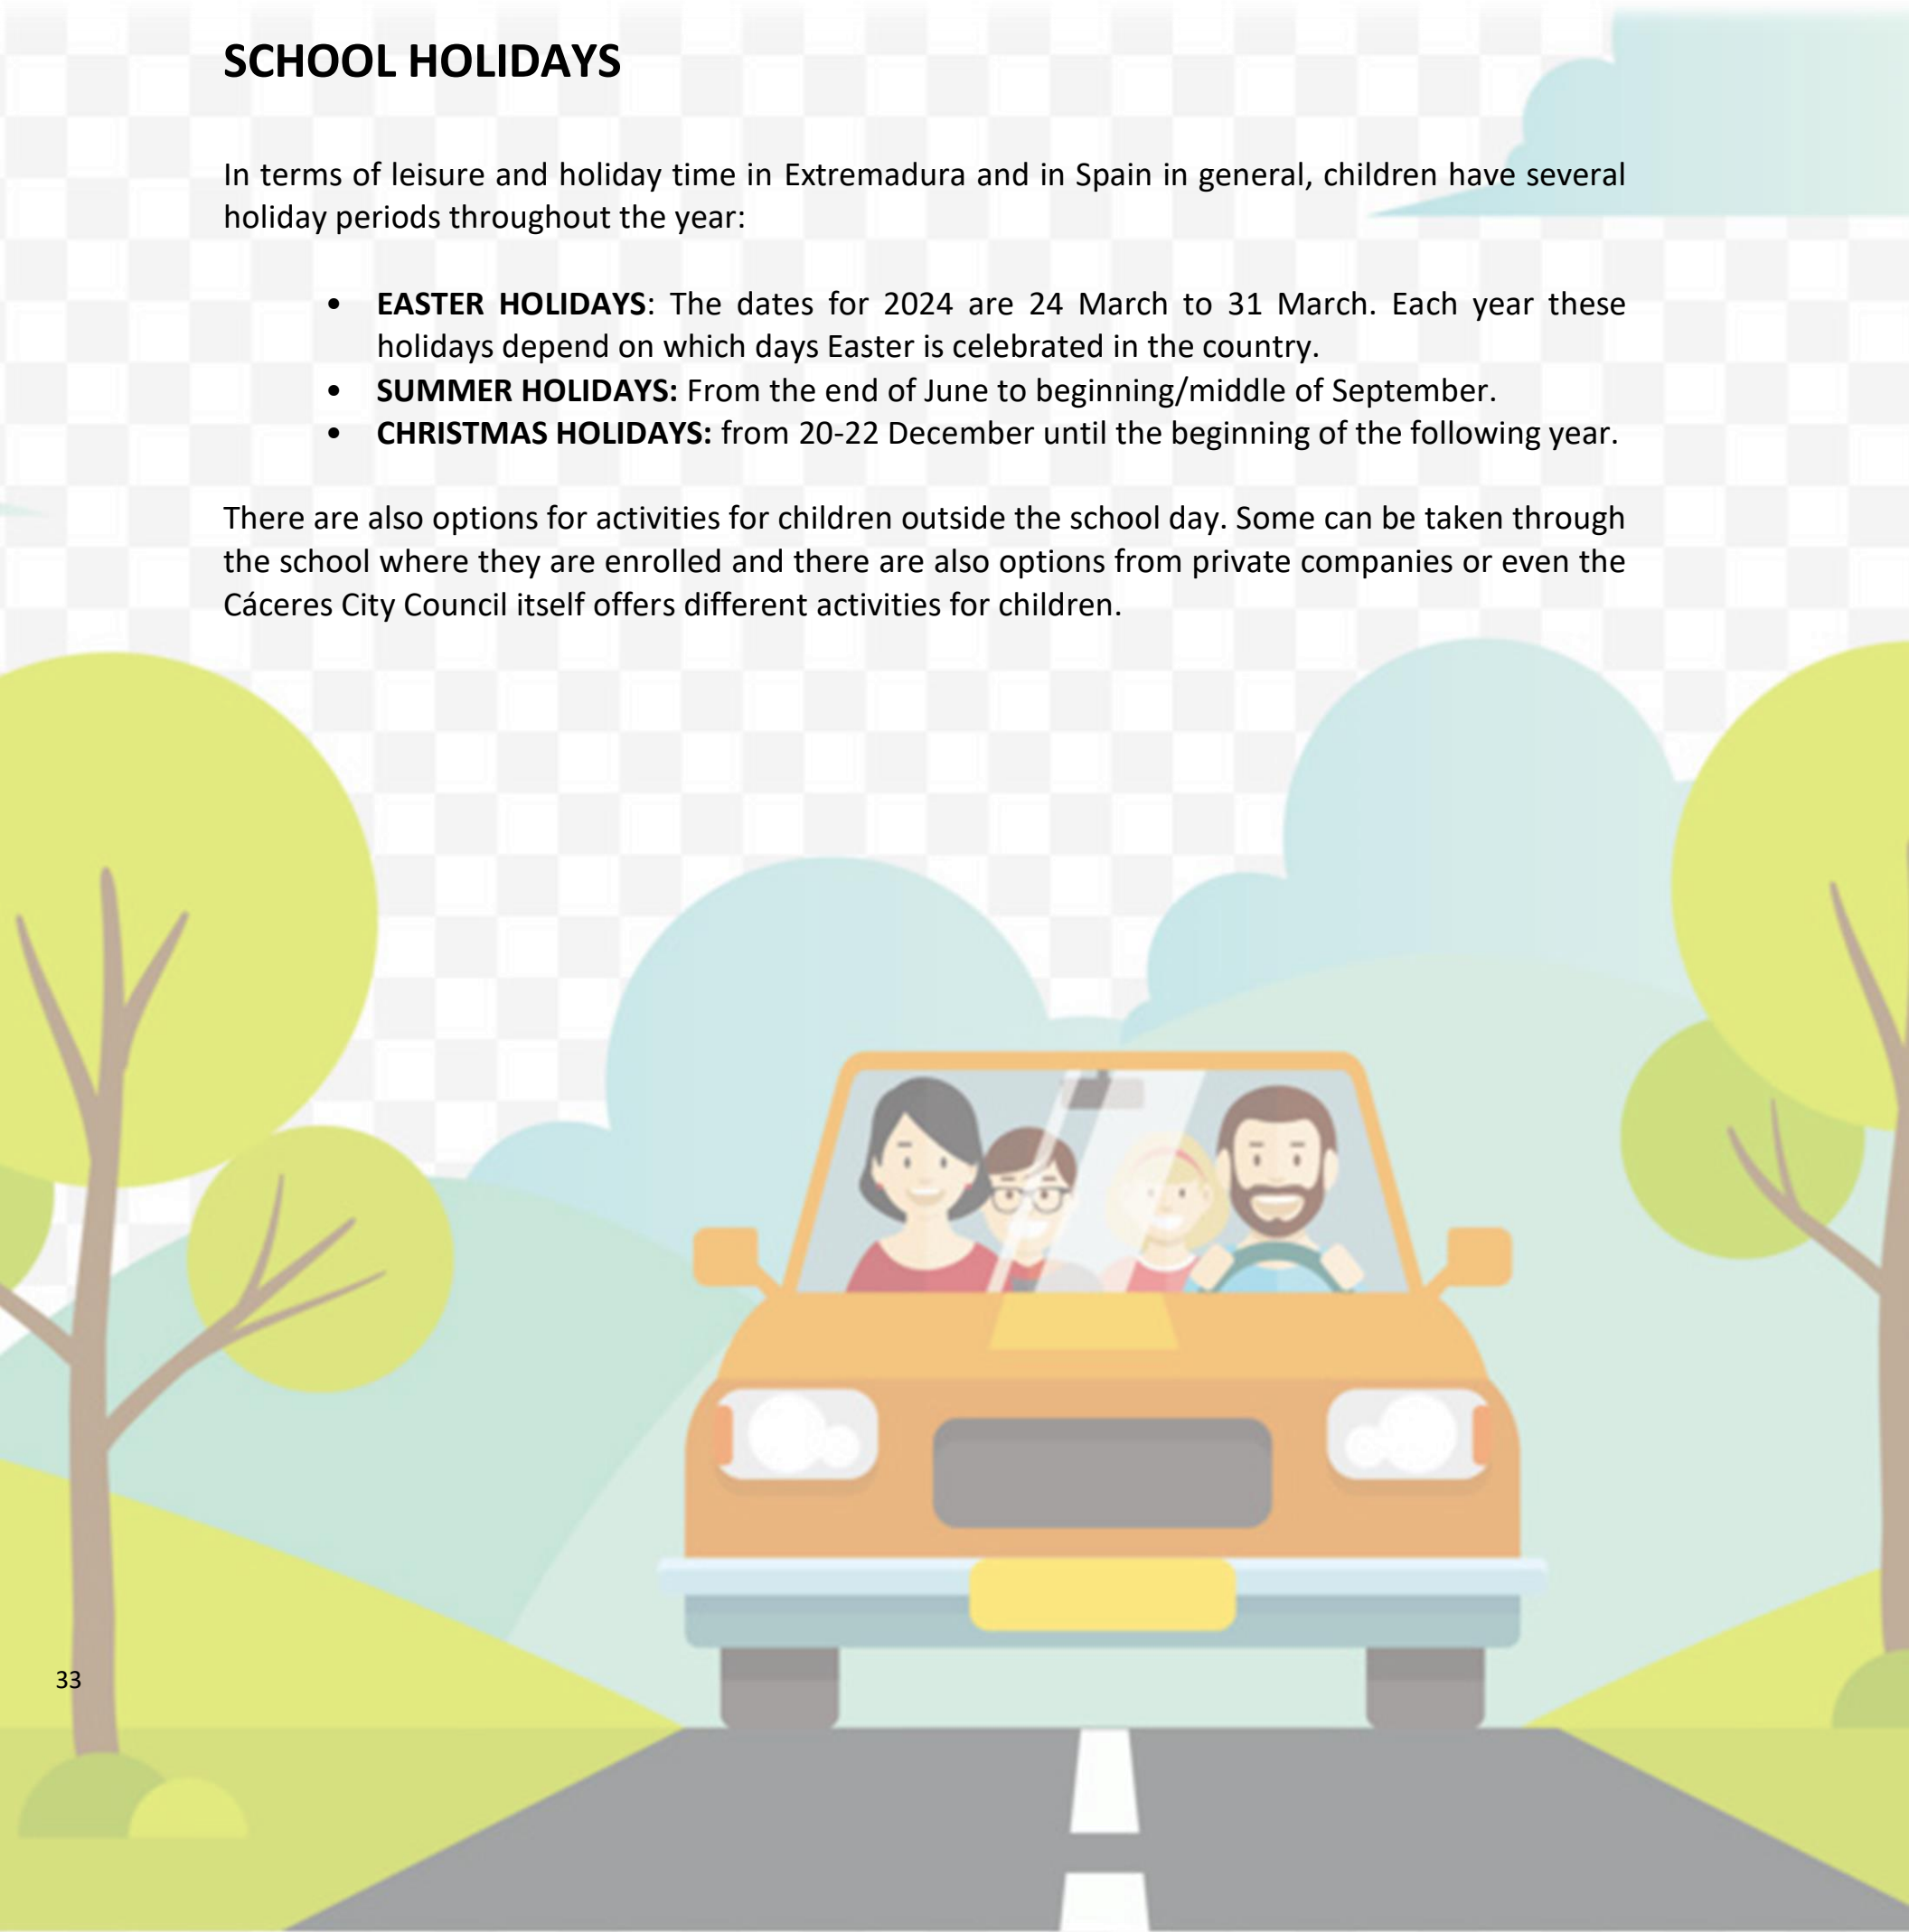 SCHOOL HOLIDAYS
In terms of leisure and holiday time in Extremadura and in Spain in general, children have several
holiday periods throughout the year:
• EASTER HOLIDAYS: The dates for 2024 are 24 March to 31 March. Each year these
holidays depend on which days Easter is celebrated in the country.
• SUMMER HOLIDAYS: From the end of June to beginning/middle of September.
• CHRISTMAS HOLIDAYS: from 20-22 December until the beginning of the following year.
There are also options for activities for children outside the school day. Some can be taken through
the school where they are enrolled and there are also options from private companies or even the
Cáceres City Council itself offers different activities for children.
33